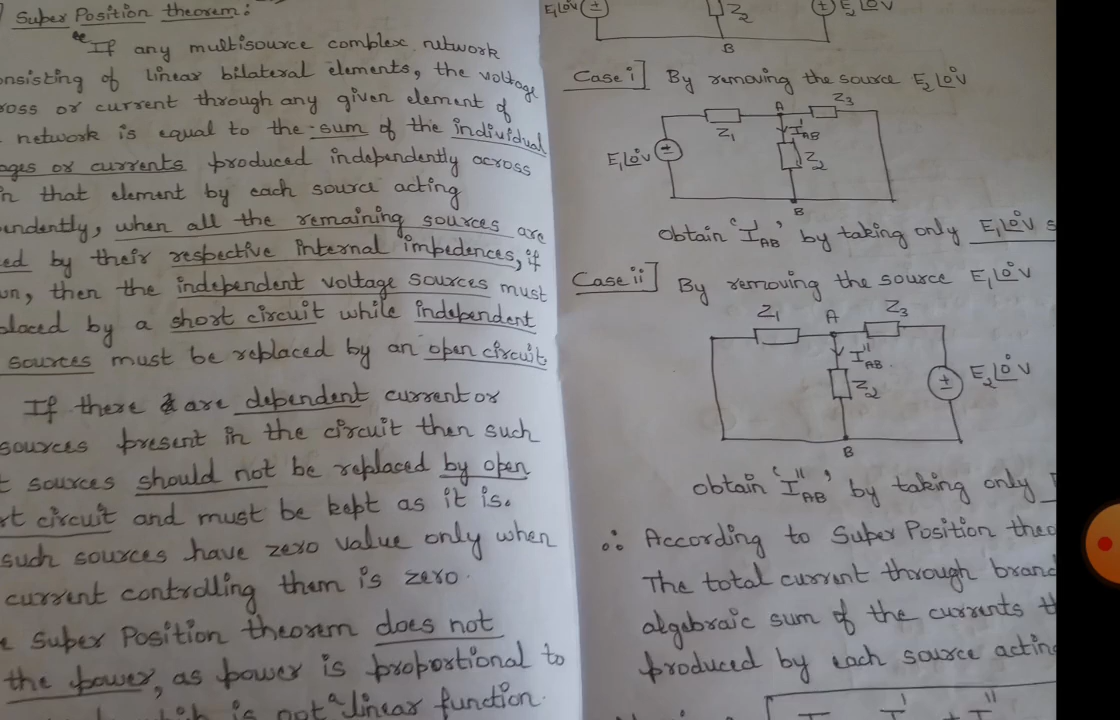 Super Position theorem:
"If any multisource complex network
nsisting of linear bilateral elements, the voltage
ross or current through any given element of
network is equal to the sum of the individual
ages or currents produced independently across
n that element by each source acting
endently, when all the remaining sources are
ed by their respective internal impedences, if
un, then the independent voltage sources must
placed by a short circuit while independent
sources must be replaced by an open circuit.
If there are dependent current or
sources present in the circuit then such
t sources should not be replaced by open
rt circuit and must be kept as it is.
such sources have zero value only when
current controlling them is zero.
e Super Position theorem does not
the power, as power is proportional to
is not a linear function.
E₁∠0°V Z₂ E₂∠0°V
B
Case i] By removing the source E₂∠0°V
A Z₃
Z₁ I'AB
E₁∠0°V Z₂
B
obtain 'I'AB' by taking only E₁∠0°V s
Case ii] By removing the source E₁∠0°V
Z₁ A Z₃
I''AB
Z₂ E₂∠0°V
B
obtain 'I''AB' by taking only
∴ According to Super Position theo
The total current through branc
algebraic sum of the currents th
produced by each source acting
I I' + I''